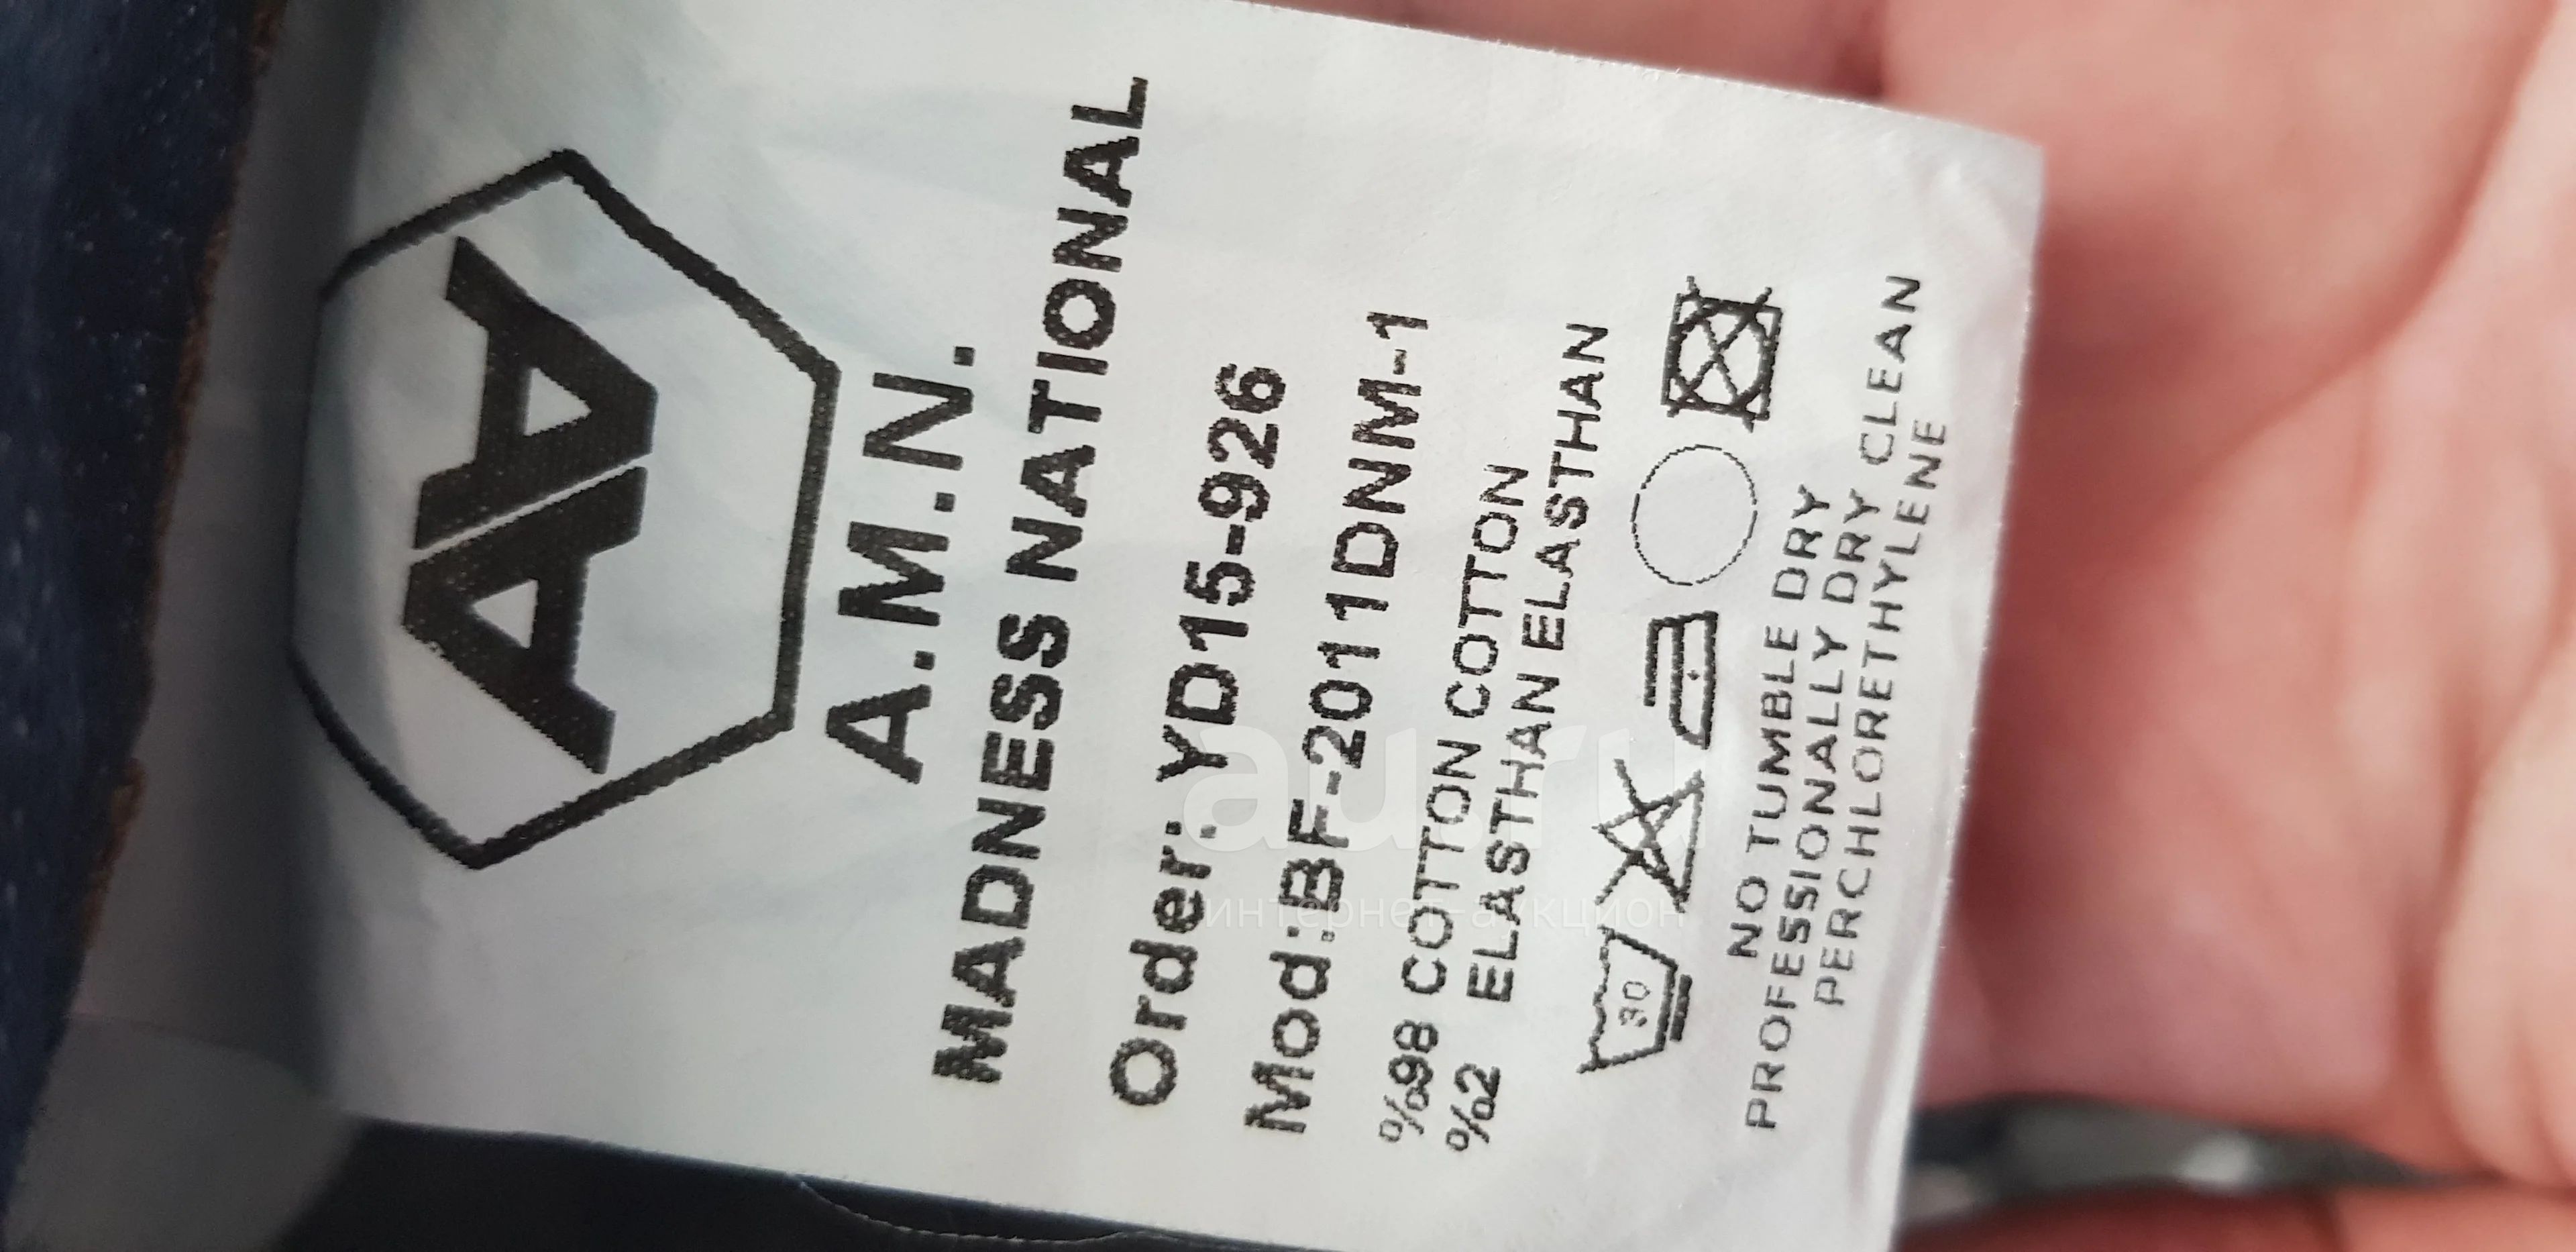 A.M.N.
MADNESS NATIONAL
Order: YD15-926
Mod:BF-2011DNM-1
%98 COTTON COTTON
%2 ELASTHAN ELASTHAN
30
NO TUMBLE DRY
PROFESSIONALLY DRY CLEAN
PERCHLORETHYLENE
au.ru
интернет-аукцион